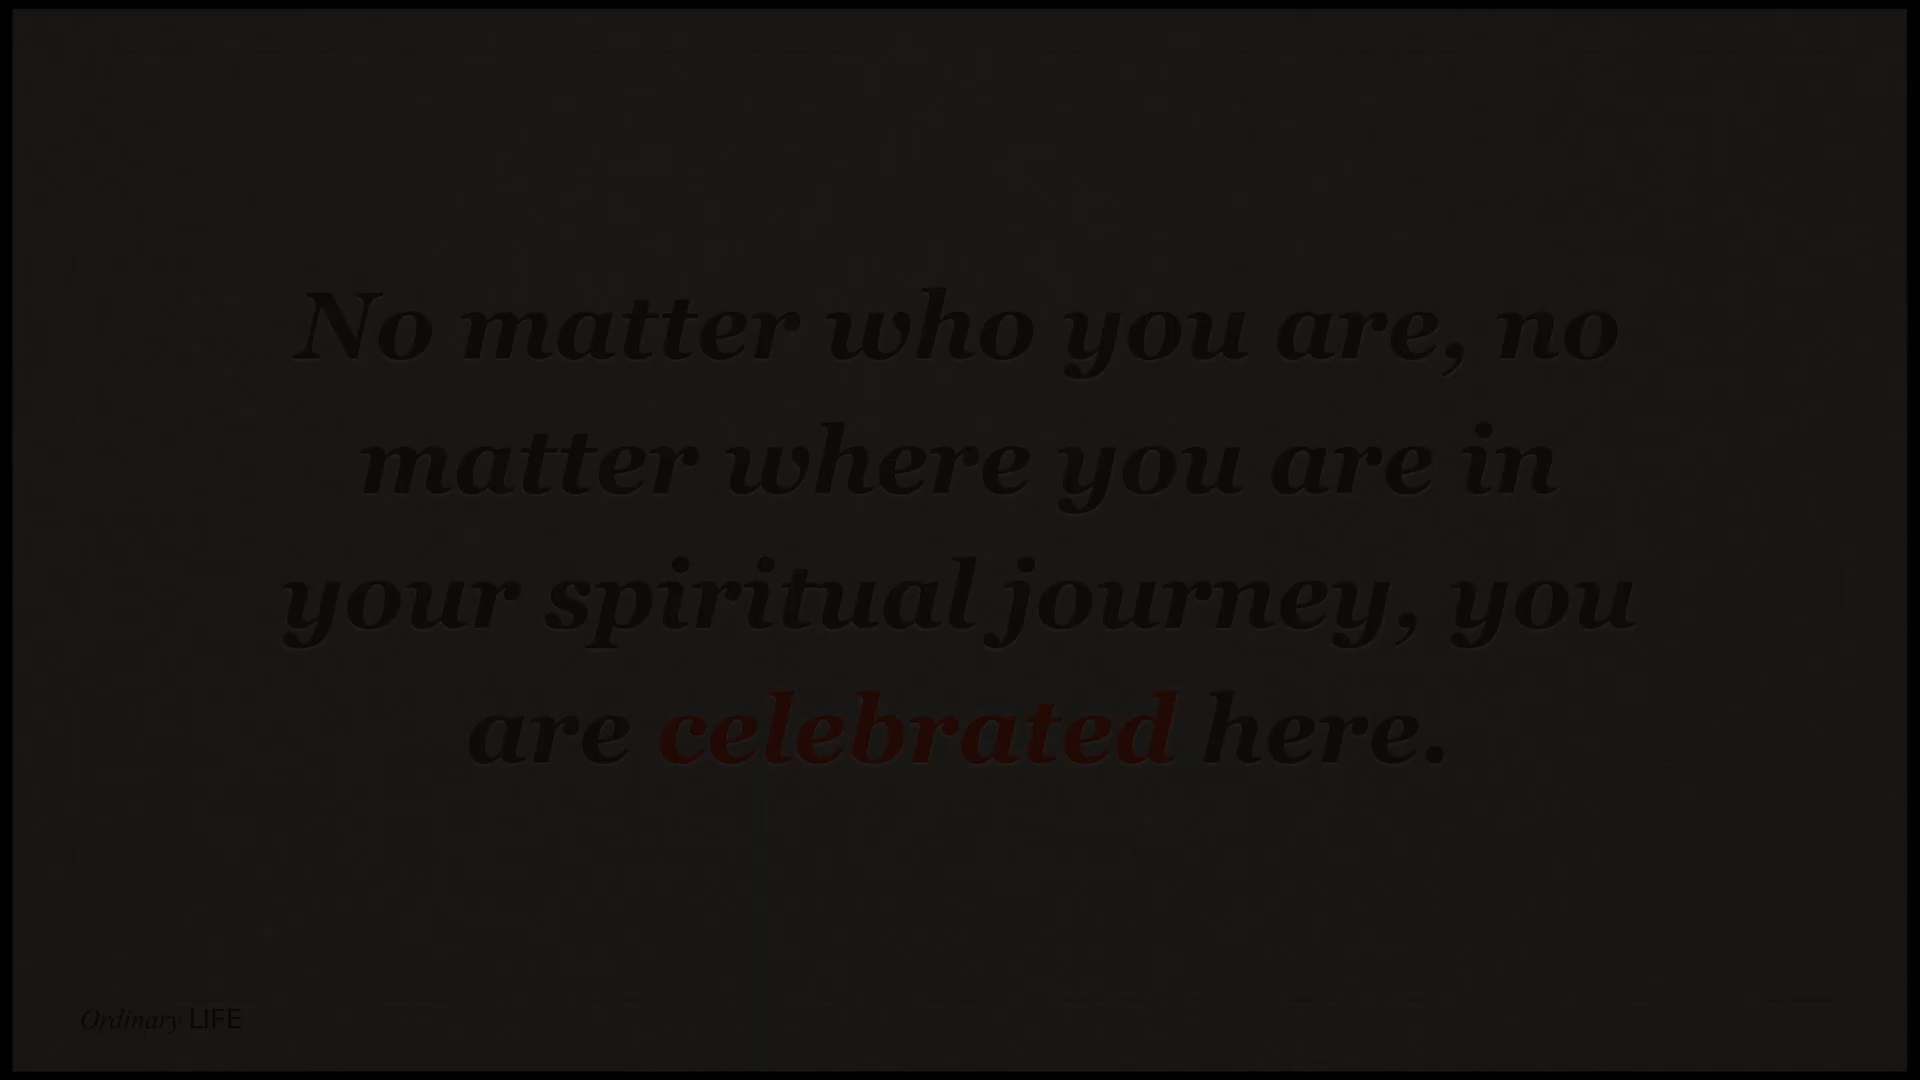 No matter who you are, no
matter where you are in
your spiritual journey, you
are celebrated here.
Ordinary LIFE